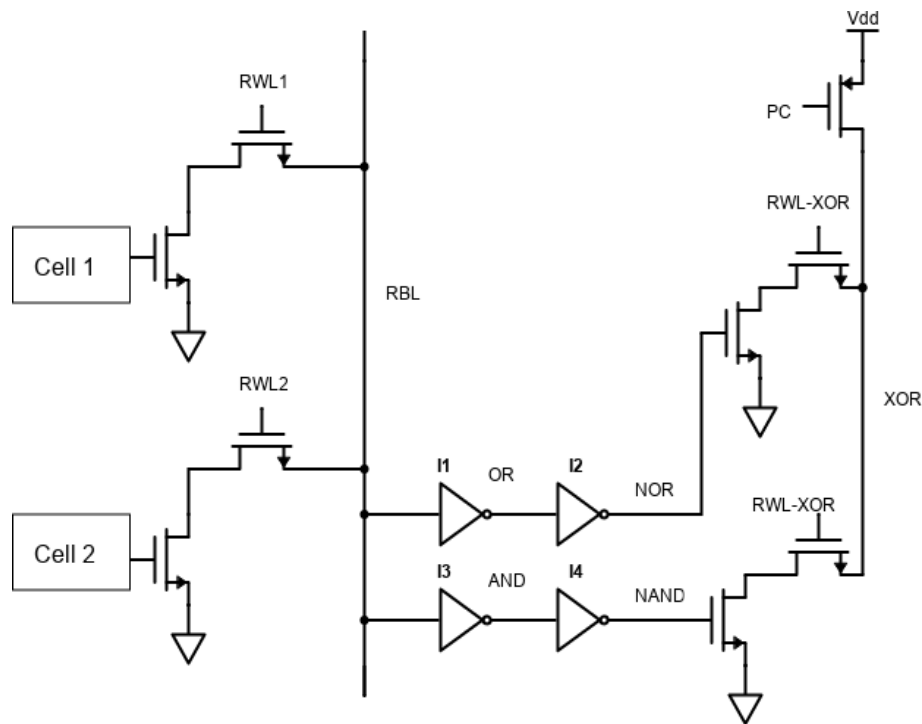 Vdd
RWL1
PC
RWL-XOR
Cell 1
RBL
RWL2
XOR
I1
OR
I2
NOR
RWL-XOR
Cell 2
I3
AND
I4
NAND